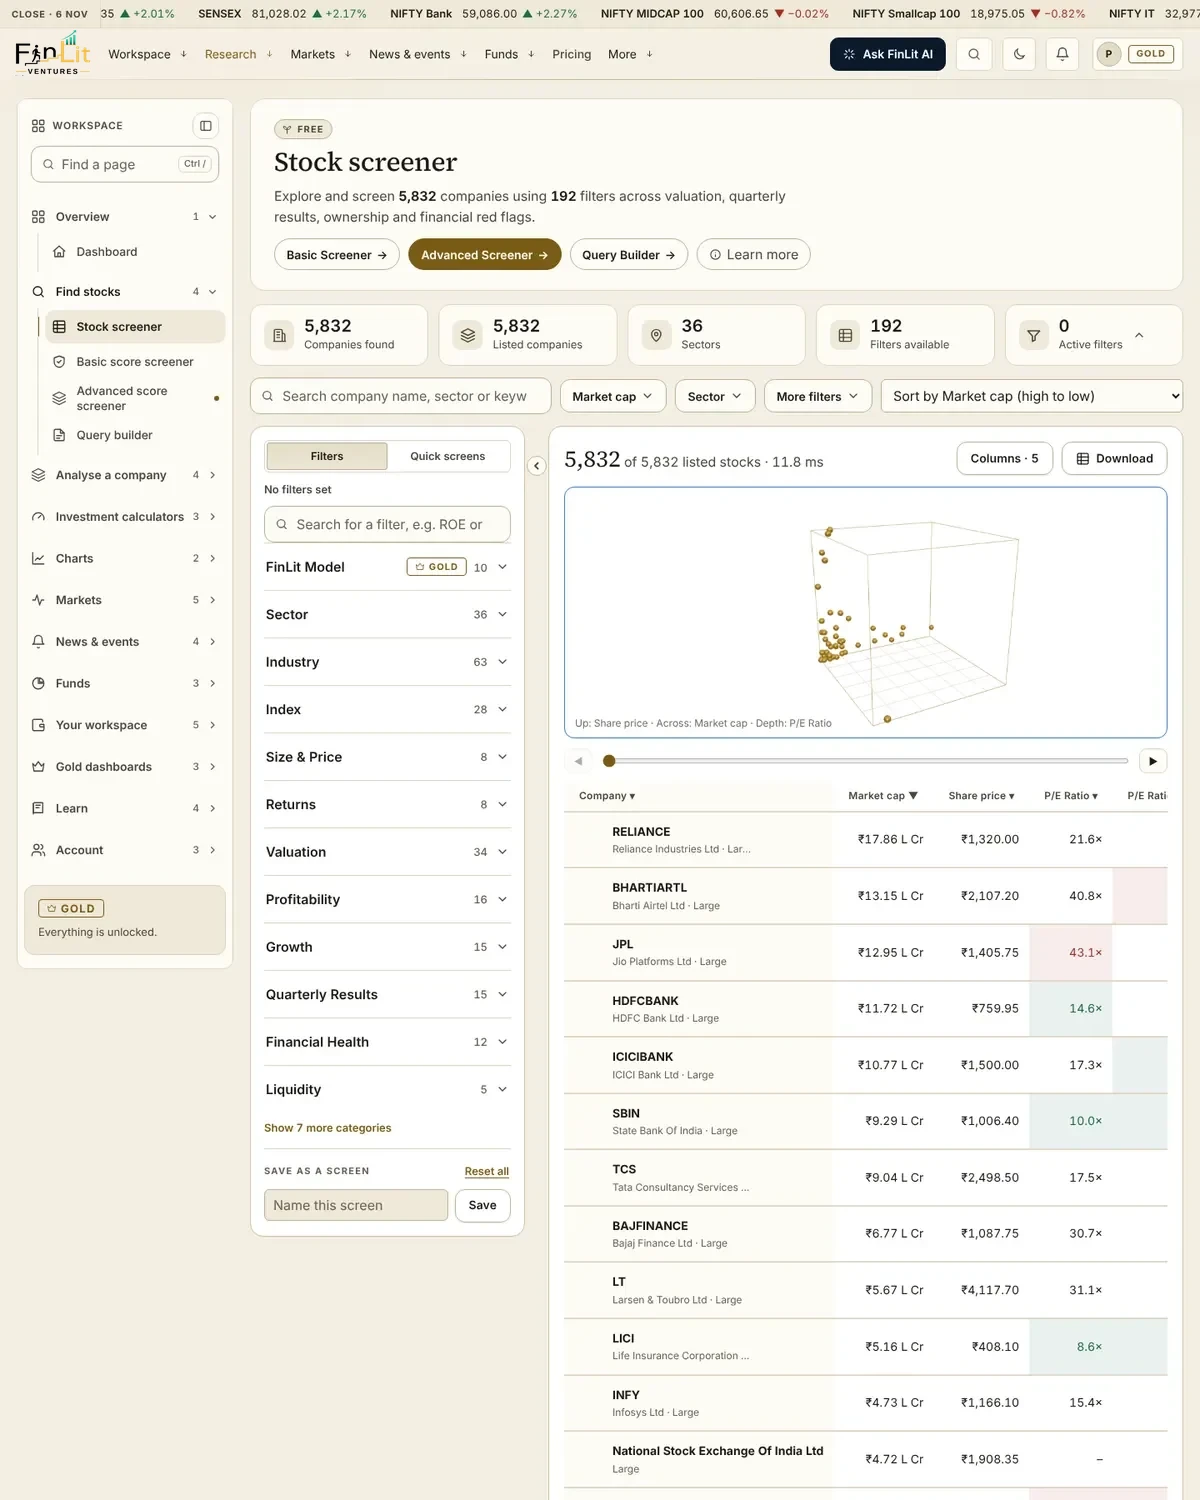 CLOSE · 6 NOV 35 ▲ +2.01% SENSEX 81,028.02 ▲ +2.17% NIFTY Bank 59,086.00 ▲ +2.27% NIFTY MIDCAP 100 60,606.65 ▼ −0.02% NIFTY Smallcap 100 18,975.05 ▼ −0.82% NIFTY IT 32,977
FinLit
VENTURES
Workspace Research Markets News & events Funds Pricing More
Ask FinLit AI
P GOLD
WORKSPACE
Find a page Ctrl /
Overview 1
Dashboard
Find stocks 4
Stock screener
Basic score screener
Advanced score
screener
Query builder
Analyse a company 4
Investment calculators 3
Charts 2
Markets 5
News & events 4
Funds 3
Your workspace 5
Gold dashboards 3
Learn 4
Account 3
GOLD
Everything is unlocked.
FREE
Stock screener
Explore and screen 5,832 companies using 192 filters across valuation, quarterly
results, ownership and financial red flags.
Basic Screener → Advanced Screener → Query Builder → Learn more
5,832
Companies found
5,832
Listed companies
36
Sectors
192
Filters available
0
Active filters
Search company name, sector or keyw Market cap Sector More filters Sort by Market cap (high to low)
Filters Quick screens
No filters set
Search for a filter, e.g. ROE or
FinLit Model GOLD 10
Sector 36
Industry 63
Index 28
Size & Price 8
Returns 8
Valuation 34
Profitability 16
Growth 15
Quarterly Results 15
Financial Health 12
Liquidity 5
Show 7 more categories
SAVE AS A SCREEN Reset all
Name this screen Save
5,832 of 5,832 listed stocks · 11.8 ms
Columns · 5 Download
Up: Share price · Across: Market cap · Depth: P/E Ratio
Company ▾ Market cap ▼ Share price ▾ P/E Ratio ▾ P/E Rati
RELIANCE ₹17.86 L Cr ₹1,320.00 21.6×
Reliance Industries Ltd · Lar...
BHARTIARTL ₹13.15 L Cr ₹2,107.20 40.8×
Bharti Airtel Ltd · Large
JPL ₹12.95 L Cr ₹1,405.75 43.1×
Jio Platforms Ltd · Large
HDFCBANK ₹11.72 L Cr ₹759.95 14.6×
HDFC Bank Ltd · Large
ICICIBANK ₹10.77 L Cr ₹1,500.00 17.3×
ICICI Bank Ltd · Large
SBIN ₹9.29 L Cr ₹1,006.40 10.0×
State Bank Of India · Large
TCS ₹9.04 L Cr ₹2,498.50 17.5×
Tata Consultancy Services ...
BAJFINANCE ₹6.77 L Cr ₹1,087.75 30.7×
Bajaj Finance Ltd · Large
LT ₹5.67 L Cr ₹4,117.70 31.1×
Larsen & Toubro Ltd · Large
LICI ₹5.16 L Cr ₹408.10 8.6×
Life Insurance Corporation ...
INFY ₹4.73 L Cr ₹1,166.10 15.4×
Infosys Ltd · Large
National Stock Exchange Of India Ltd ₹4.72 L Cr ₹1,908.35 –
Large